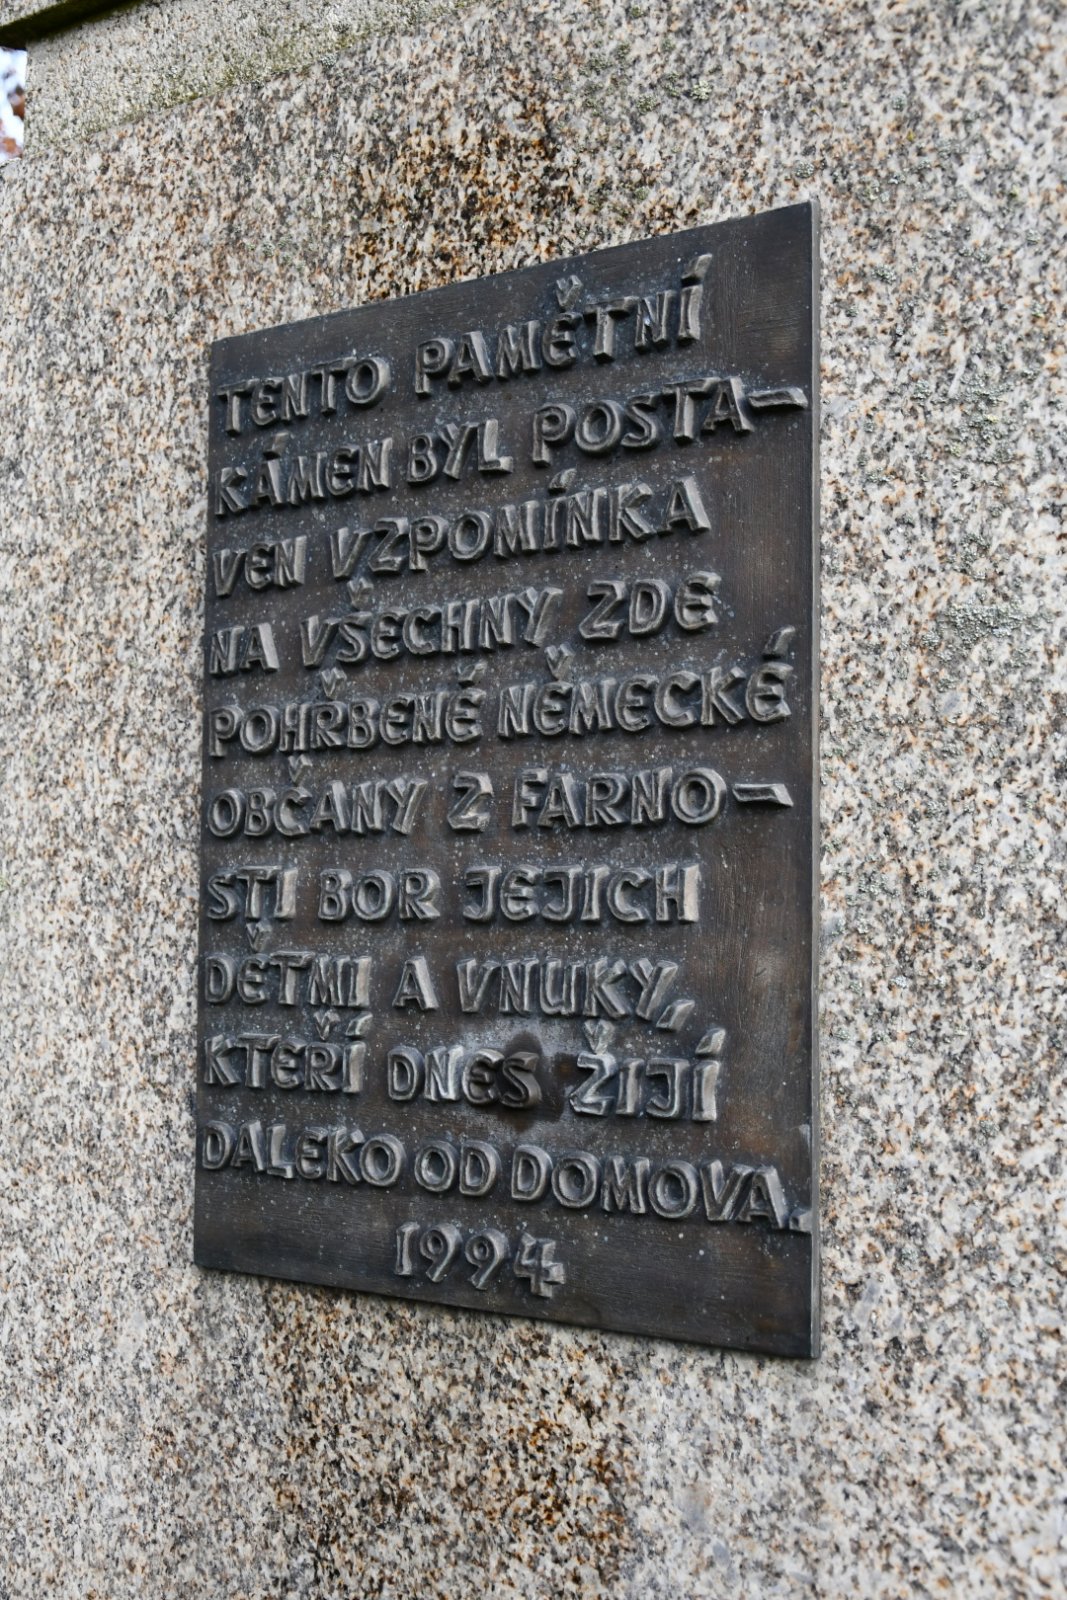 TENTO PAMĚTNÍ
KÁMEN BYL POSTA-
VEN VZPOMÍNKA
NA VŠECHNY ZDE
POHŘBENÉ NĚMECKÉ
OBČANY Z FARNO-
STI BOR JEJICH
DĚTMI A VNUKY,
KTEŘÍ DNES ŽIJÍ
DALEKO OD DOMOVA.
1994